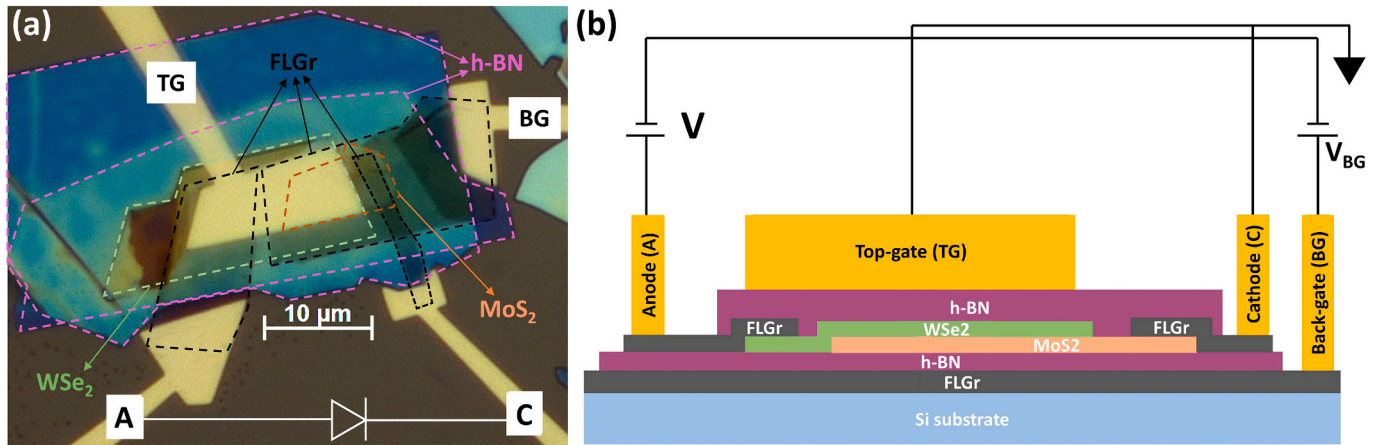 (a)
TG
FLGr
h-BN
BG
10 µm
MoS₂
WSe₂
A
C
(b)
V
V_BG
Anode (A)
Top-gate (TG)
Cathode (C)
Back-gate (BG)
h-BN
FLGr
WSe2
FLGr
MoS2
h-BN
FLGr
Si substrate